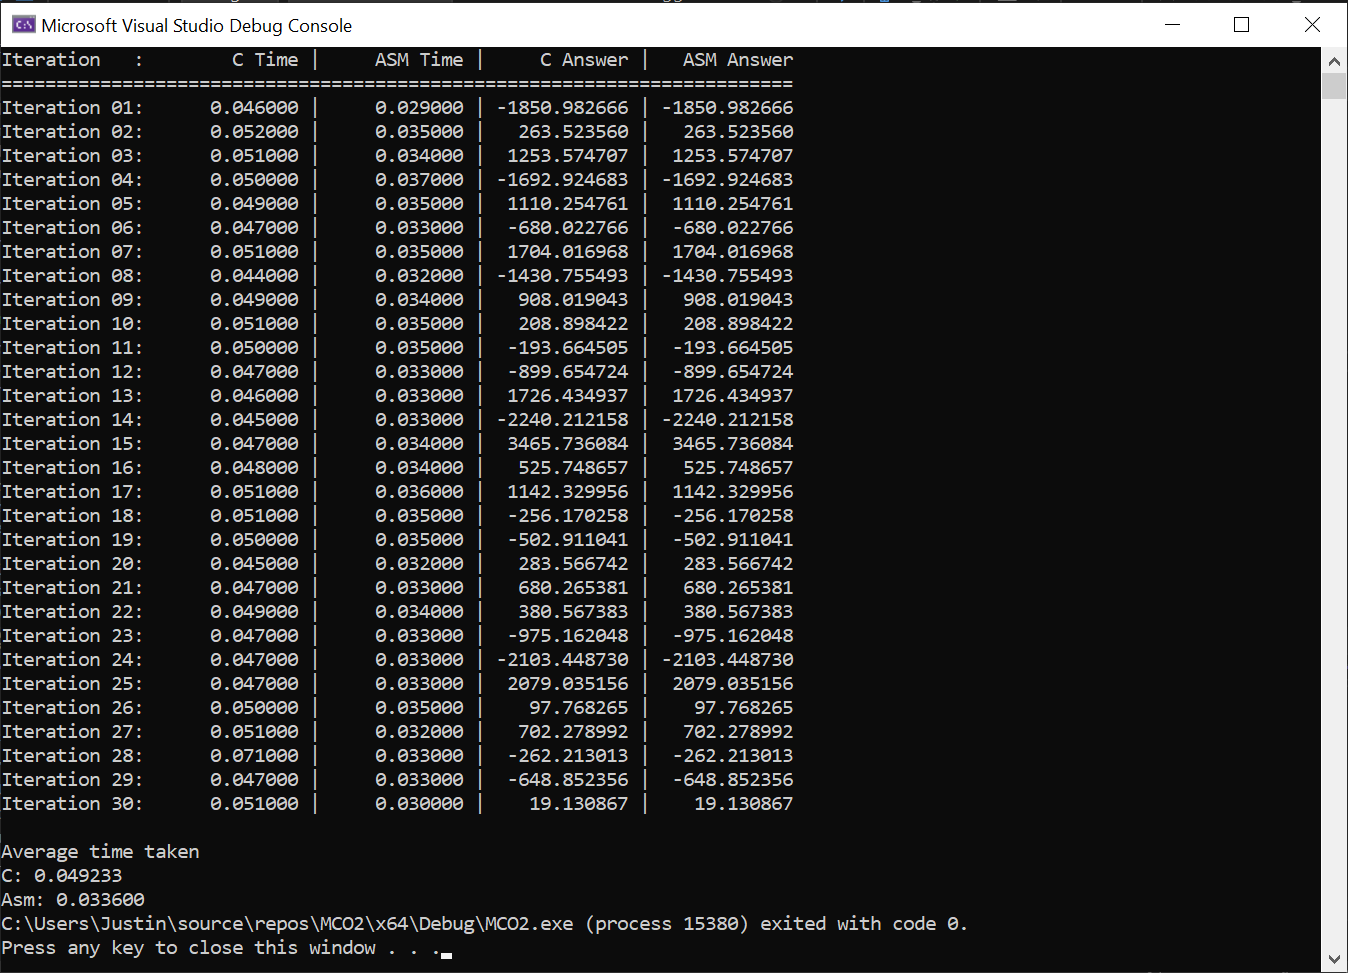 Microsoft Visual Studio Debug Console
Iteration   :        C Time |     ASM Time |     C Answer |   ASM Answer
========================================================================
Iteration 01:      0.046000 |     0.029000 | -1850.982666 | -1850.982666
Iteration 02:      0.052000 |     0.035000 |   263.523560 |   263.523560
Iteration 03:      0.051000 |     0.034000 |  1253.574707 |  1253.574707
Iteration 04:      0.050000 |     0.037000 | -1692.924683 | -1692.924683
Iteration 05:      0.049000 |     0.035000 |  1110.254761 |  1110.254761
Iteration 06:      0.047000 |     0.033000 |  -680.022766 |  -680.022766
Iteration 07:      0.051000 |     0.035000 |  1704.016968 |  1704.016968
Iteration 08:      0.044000 |     0.032000 | -1430.755493 | -1430.755493
Iteration 09:      0.049000 |     0.034000 |   908.019043 |   908.019043
Iteration 10:      0.051000 |     0.035000 |   208.898422 |   208.898422
Iteration 11:      0.050000 |     0.035000 |  -193.664505 |  -193.664505
Iteration 12:      0.047000 |     0.033000 |  -899.654724 |  -899.654724
Iteration 13:      0.046000 |     0.033000 |  1726.434937 |  1726.434937
Iteration 14:      0.045000 |     0.033000 | -2240.212158 | -2240.212158
Iteration 15:      0.047000 |     0.034000 |  3465.736084 |  3465.736084
Iteration 16:      0.048000 |     0.034000 |   525.748657 |   525.748657
Iteration 17:      0.051000 |     0.036000 |  1142.329956 |  1142.329956
Iteration 18:      0.051000 |     0.035000 |  -256.170258 |  -256.170258
Iteration 19:      0.050000 |     0.035000 |  -502.911041 |  -502.911041
Iteration 20:      0.045000 |     0.032000 |   283.566742 |   283.566742
Iteration 21:      0.047000 |     0.033000 |   680.265381 |   680.265381
Iteration 22:      0.049000 |     0.034000 |   380.567383 |   380.567383
Iteration 23:      0.047000 |     0.033000 |  -975.162048 |  -975.162048
Iteration 24:      0.047000 |     0.033000 | -2103.448730 | -2103.448730
Iteration 25:      0.047000 |     0.033000 |  2079.035156 |  2079.035156
Iteration 26:      0.050000 |     0.035000 |    97.768265 |    97.768265
Iteration 27:      0.051000 |     0.032000 |   702.278992 |   702.278992
Iteration 28:      0.071000 |     0.033000 |  -262.213013 |  -262.213013
Iteration 29:      0.047000 |     0.033000 |  -648.852356 |  -648.852356
Iteration 30:      0.051000 |     0.030000 |    19.130867 |    19.130867
Average time taken
C: 0.049233
Asm: 0.033600
C:\Users\Justin\source\repos\MCO2\x64\Debug\MCO2.exe (process 15380) exited with code 0.
Press any key to close this window . . .